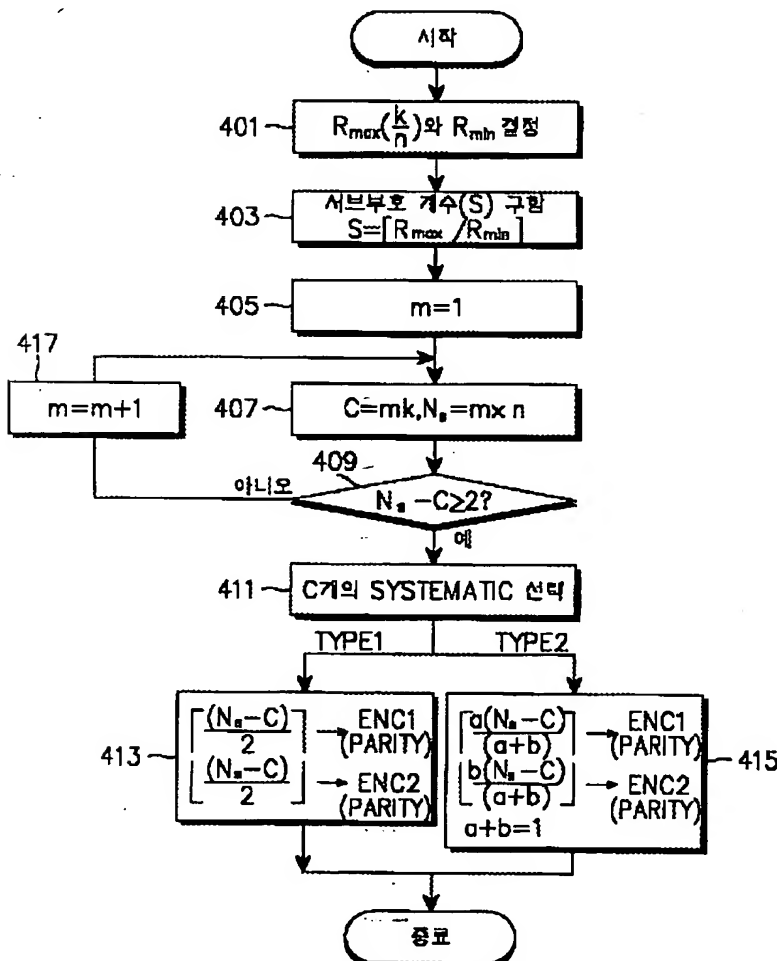 시작
401
R_max(k/n)와 R_min 결정
403
서브부호 개수(S) 구함
S=⌈R_max/R_min⌉
405
m=1
417
m=m+1
407
C=mk, N_s=m×n
409
N_s-C≥2?
아니오
예
411
C개의 SYSTEMATIC 선택
TYPE1
TYPE2
413
⌈(N_s-C)/2⌉ → ENC1
(PARITY)
⌊(N_s-C)/2⌋ → ENC2
(PARITY)
415
⌈a(N_s-C)/(a+b)⌉ → ENC1
(PARITY)
⌊b(N_s-C)/(a+b)⌋ → ENC2
(PARITY)
a+b=1
종료